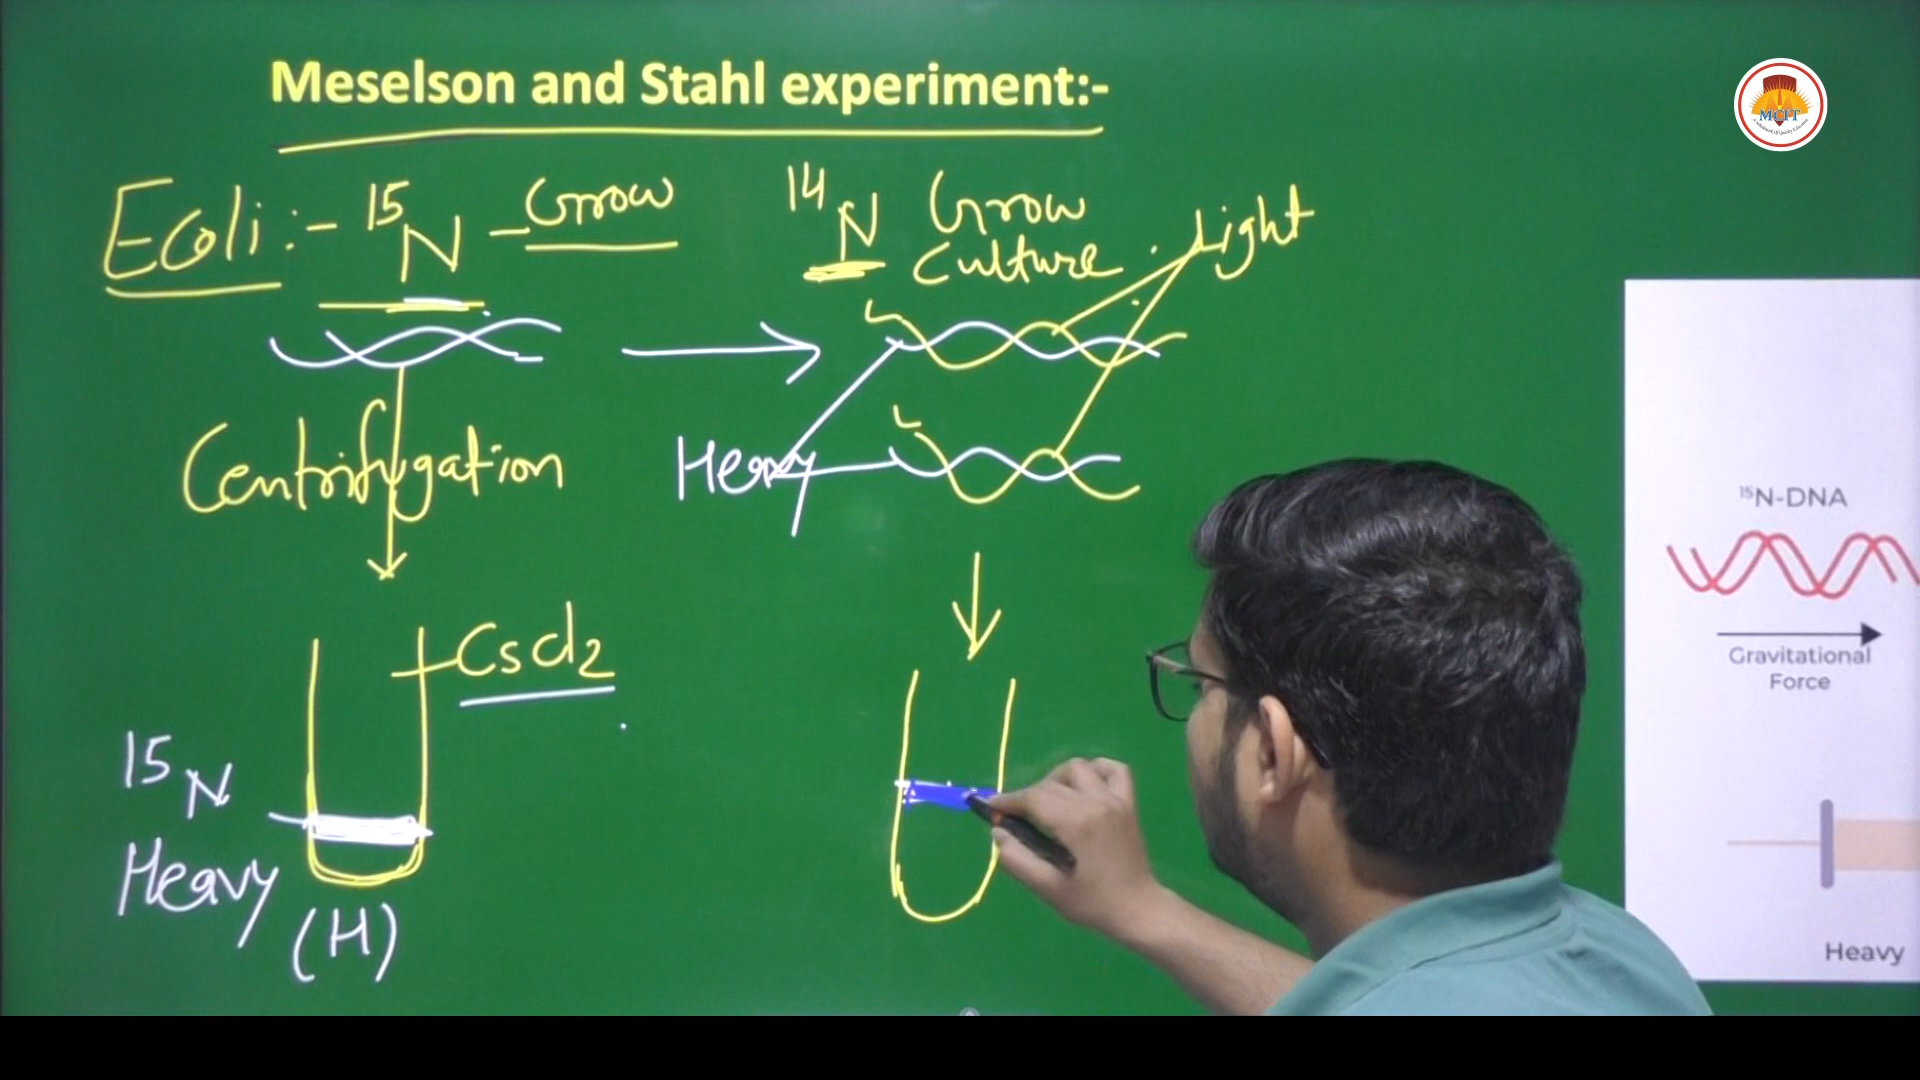 Meselson and Stahl experiment:-
MCPT
E Coli :- 15N - Grow
14N Grow Culture
Light
Heavy
Centrifugation
CsCl2
15N
Heavy
(H)
15N-DNA
Gravitational
Force
Heavy